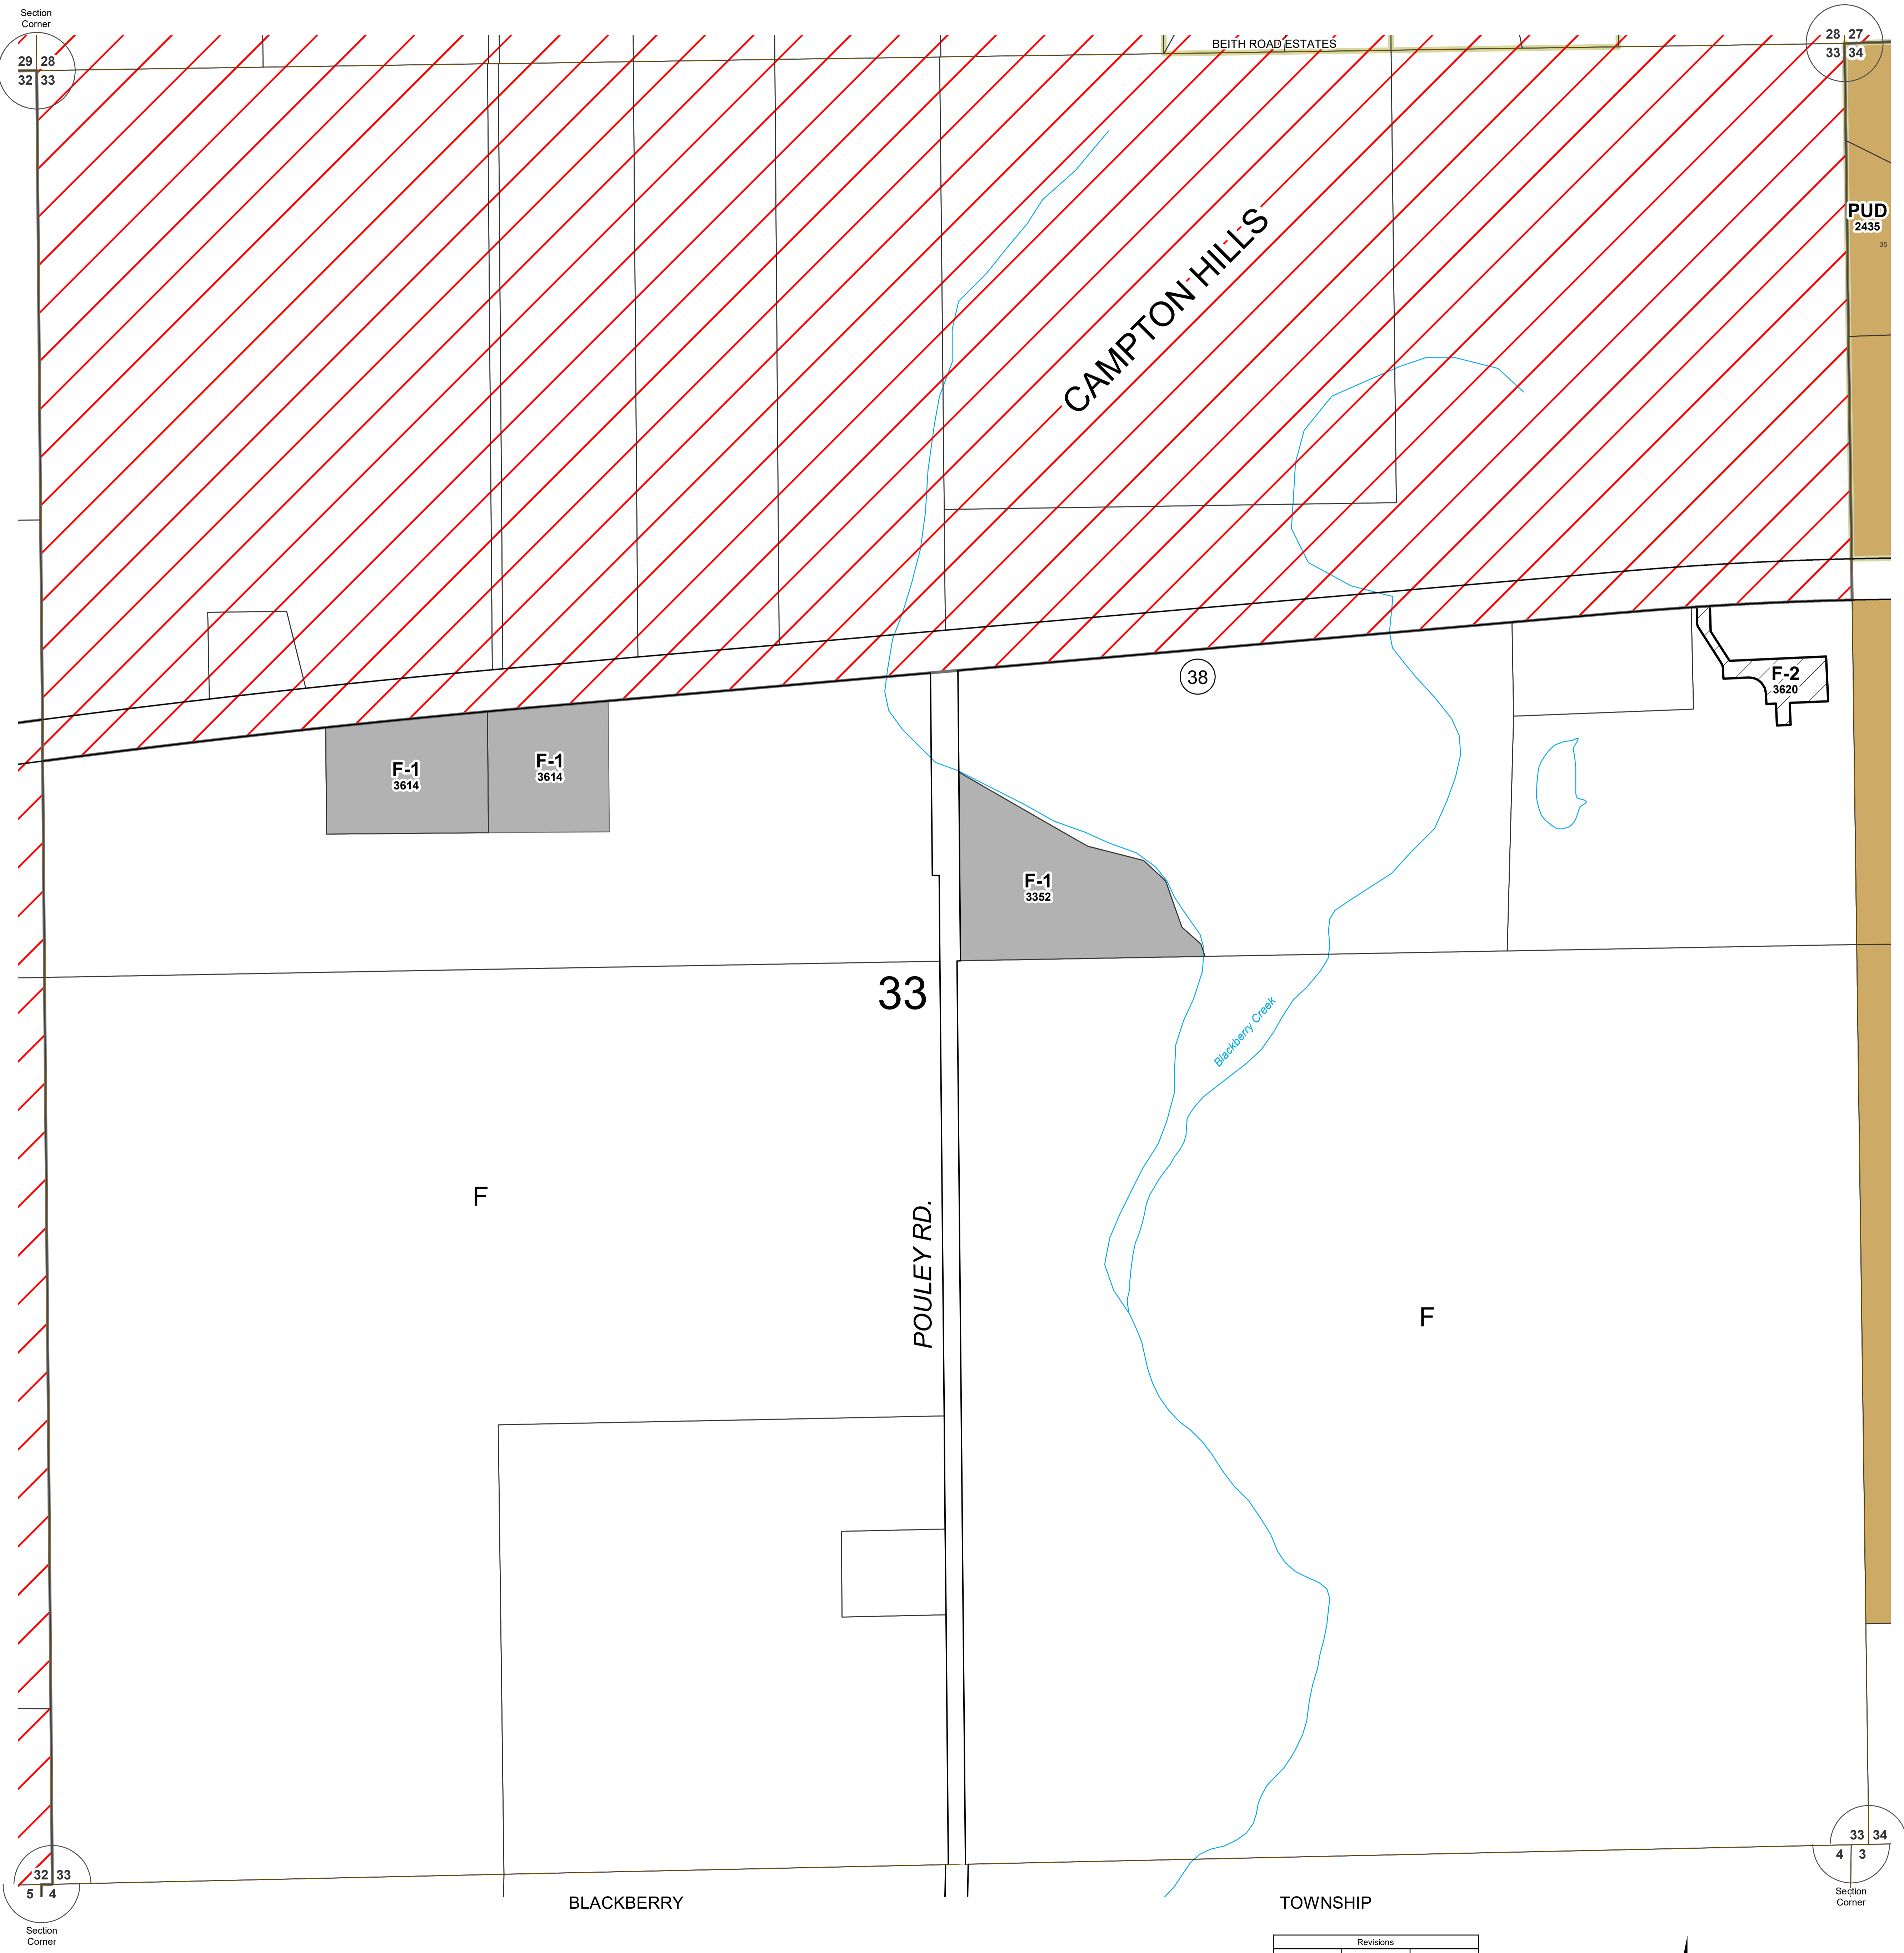 Section
Corner
29 28
32 33
BEITH ROAD ESTATES
28 27
33 34
PUD
2435
35
CAMPTON HILLS
38
F-2
3620
F-1
3614
F-1
3614
F-1
3352
33
Blackberry Creek
F
POULEY RD.
F
32 33
5 4
Section
Corner
33 34
4 3
Section
Corner
BLACKBERRY
TOWNSHIP
Revisions